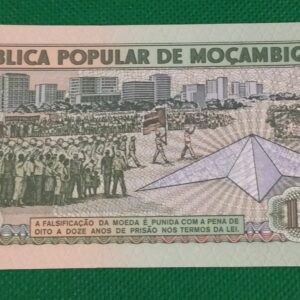 BLICA POPULAR DE MOÇAMBIQ
A FALSIFICAÇÃO DA MOEDA É PUNIDA COM A PENA DE
OITO A DOZE ANOS DE PRISÃO NOS TERMOS DA LEI.